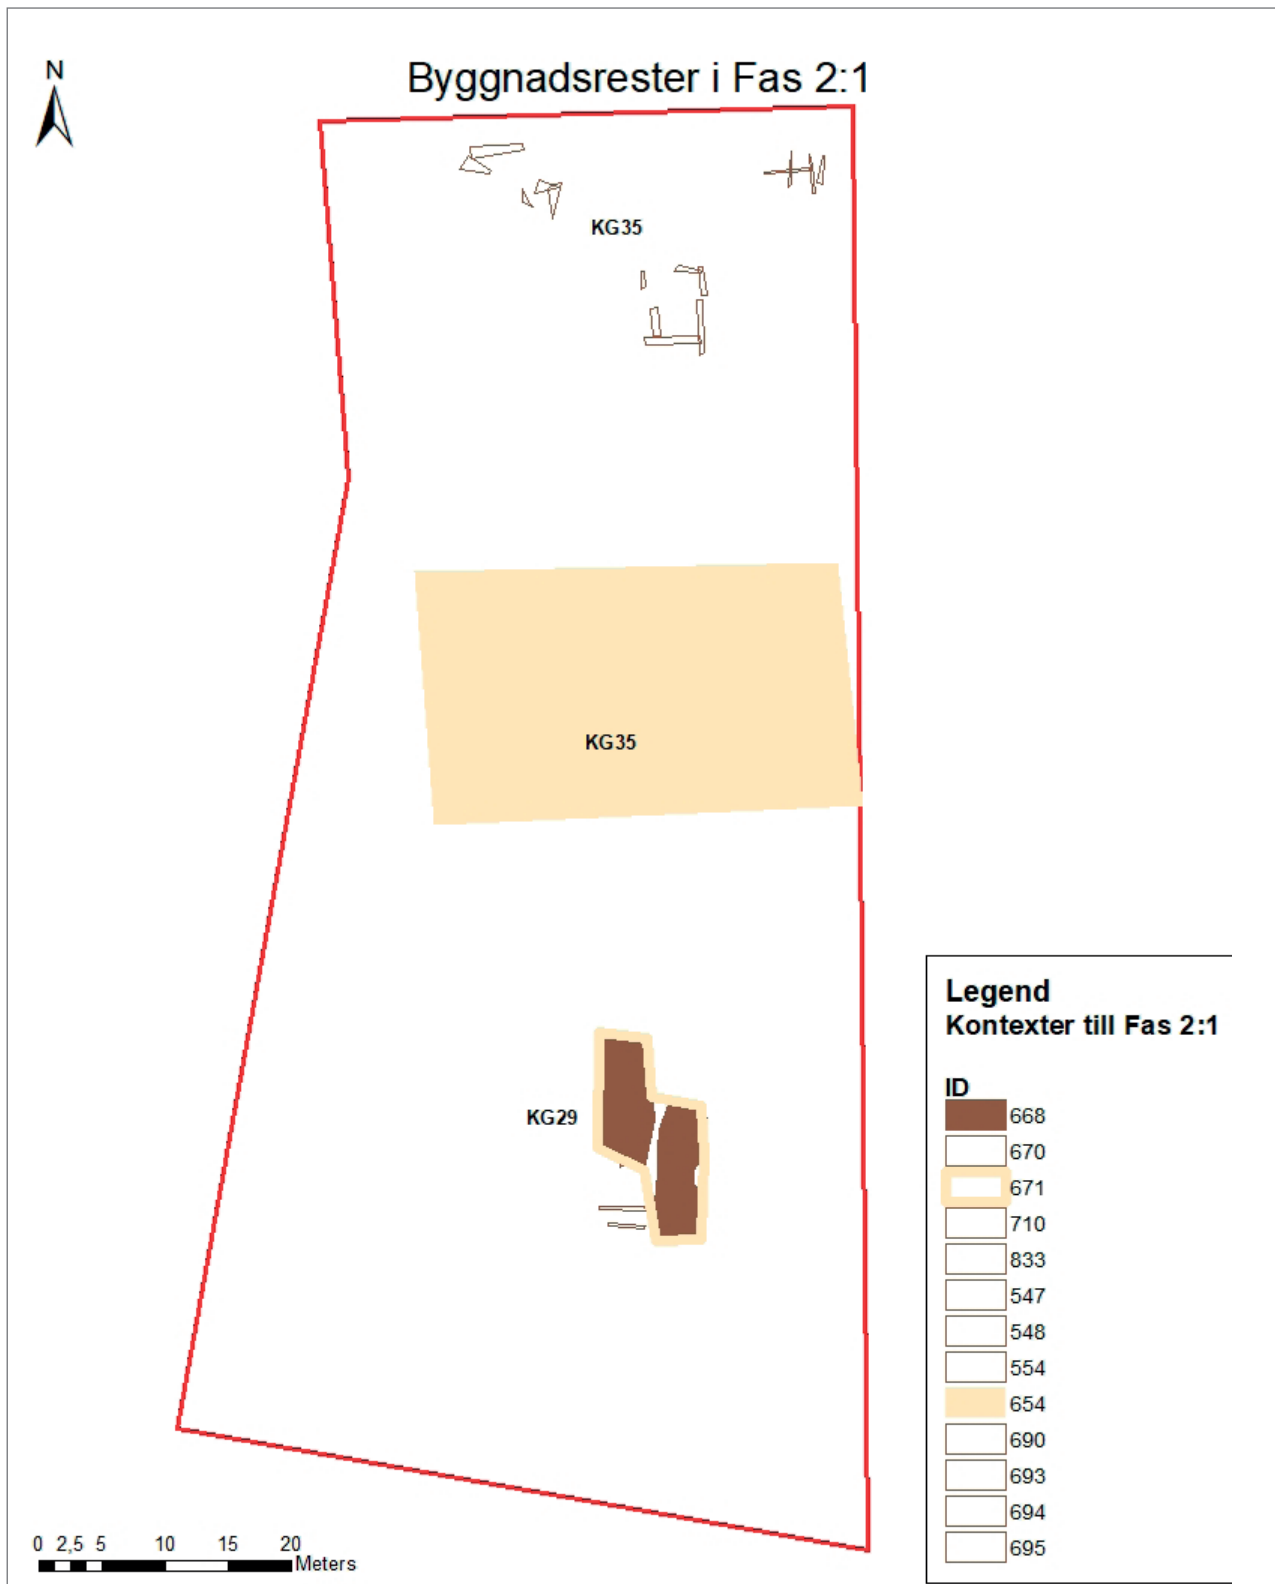 Byggnadsrester i Fas 2:1
N
KG35
KG35
KG29
Legend
Kontexter till Fas 2:1
ID
668
670
671
710
833
547
548
554
654
690
693
694
695
0 2,5 5 10 15 20
Meters